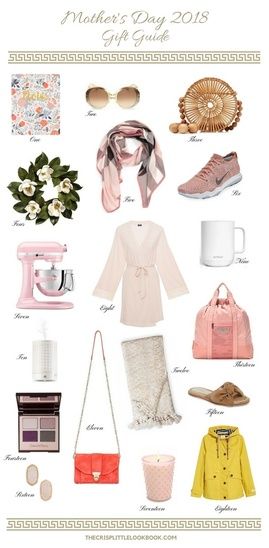 Mother's Day 2018
Gift Guide
One
Two
Three
Four
Five
Six
Seven
Eight
Nine
Ten
Eleven
Twelve
Thirteen
Fourteen
Fifteen
Sixteen
Seventeen
Eighteen
THECRISPLITTLELOOKBOOK.COM